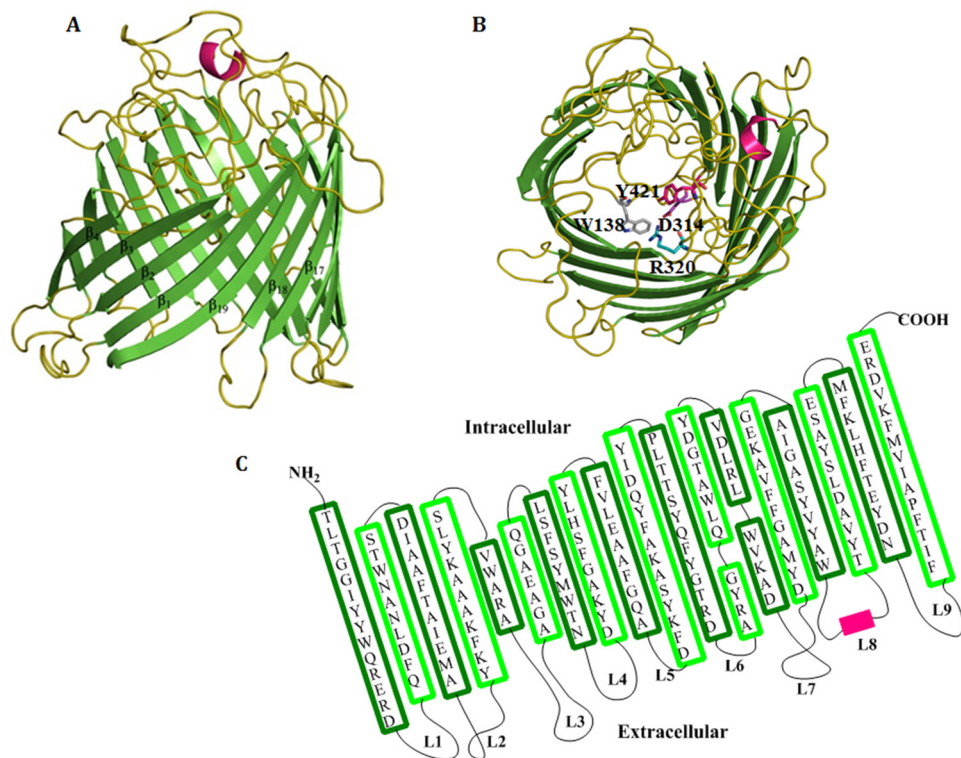 A
β4
β3
β2
β1
β19
β18
β17
B
Y421
W138
D314
R320
C
Intracellular
NH2
COOH
TLTGGIYYWQRERD
STWNANLDFQ
DIAAFTAIEMA
SLYKAAAAKFKY
VWARA
QGAEAGA
LSFSYMWTN
YLHSFGAKYD
FVLEAAFGQA
YIDQYFAKASYKFD
PLTTSYQFYGTRD
YDGTAWLQ
GYRA
VDLRL
WVKAD
GEKAVFFGAMYD
AIGASYVYAW
ESAYSLDAVYT
MFKLHFTEYDN
ERDVKFMVIAPFTIF
L1
L2
L3
L4
L5
L6
L7
L8
L9
Extracellular